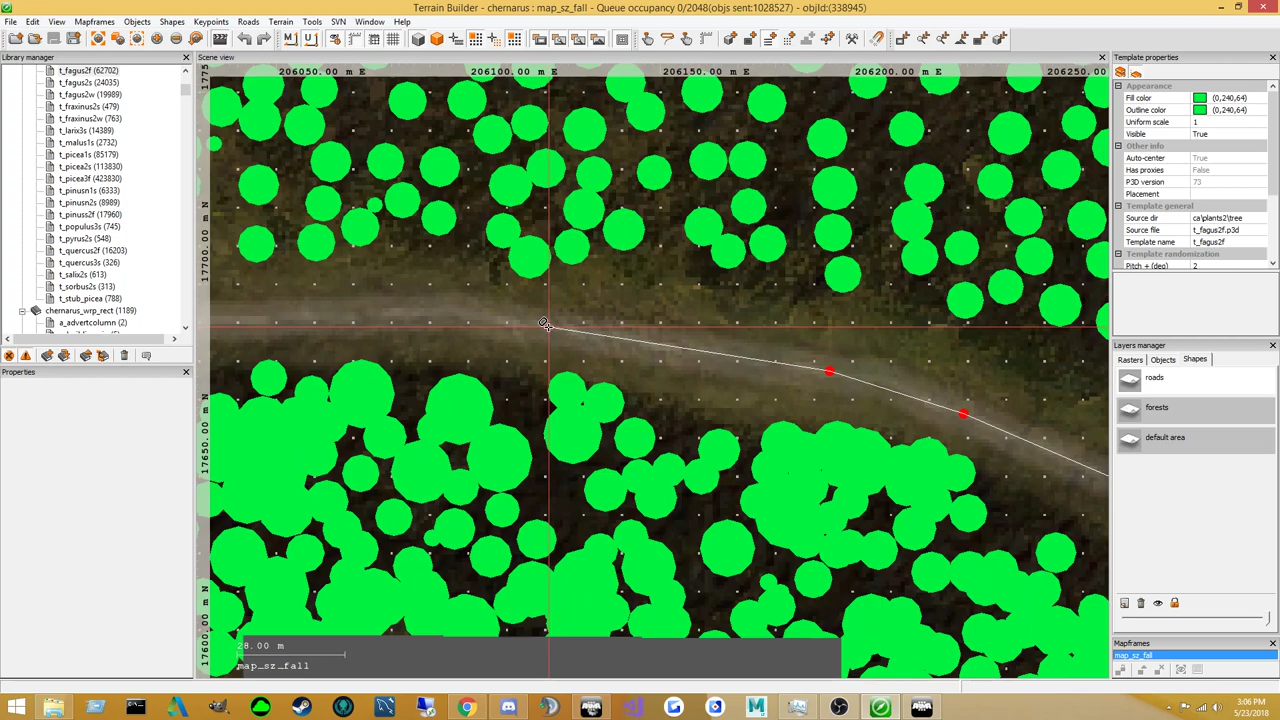 Terrain Builder - chernarus : map_sz_fall - Queue occupancy 0/2048(objs sent:1028527) - objId:(338945)
File Edit View Mapframes Objects Shapes Keypoints Roads Terrain Tools SVN Window Help
Library manager
t_fagus2f (62702)
t_fagus2s (24035)
t_fagus2w (19989)
t_fraxinus2s (479)
t_fraxinus2w (763)
t_larix3s (14389)
t_malus1s (2732)
t_picea1s (85179)
t_picea2s (113830)
t_picea3f (423830)
t_pinusn1s (6333)
t_pinusn2s (8989)
t_pinuss2f (17960)
t_populus3s (745)
t_pyrus2s (548)
t_quercus2f (16203)
t_quercus3s (326)
t_salix2s (613)
t_sorbus2s (313)
t_stub_picea (788)
chernarus_wrp_rect (1189)
a_advertcolumn (2)
Properties
Scene view
206050.00 m E
206100.00 m E
206150.00 m E
206200.00 m E
206250.00 m
1775
17700.00 m N
17650.00 m N
17600.00 m N
28.00 m
map_sz_fall
Template properties
Appearance
Fill color (0,240,64)
Outline color (0,240,64)
Uniform scale 1
Visible True
Other info
Auto-center True
Has proxies False
P3D version 73
Placement
Template general
Source dir ca\plants2\tree
Source file t_fagus2f.p3d
Template name t_fagus2f
Template randomization
Pitch + (deg) 2
Layers manager
Rasters Objects Shapes
roads
forests
default area
Mapframes
map_sz_fall
3:06 PM
5/23/2018